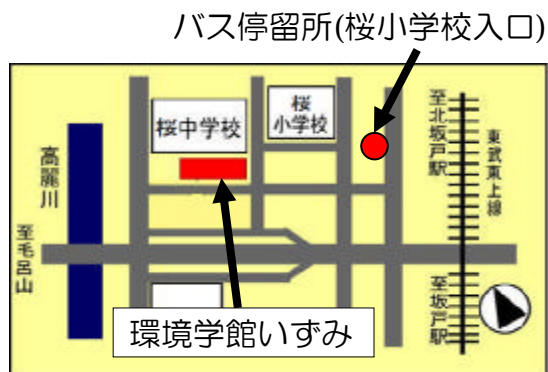 バス停留所(桜小学校入口)
桜中学校
桜
小学校
至北坂戸駅
東武東上線
高麗川
至毛呂山
至坂戸駅
環境学館いずみ